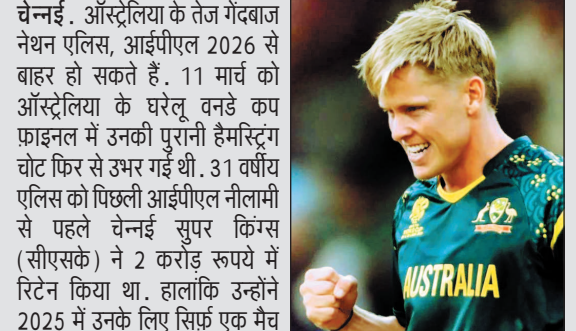 चेन्नई. ऑस्ट्रेलिया के तेज गेंदबाज
नेथन एलिस, आईपीएल 2026 से
बाहर हो सकते हैं. 11 मार्च को
ऑस्ट्रेलिया के घरेलू वनडे कप
फ़ाइनल में उनकी पुरानी हैमस्ट्रिंग
चोट फिर से उभर गई थी. 31 वर्षीय
एलिस को पिछली आईपीएल नीलामी
से पहले चेन्नई सुपर किंग्स
(सीएसके) ने 2 करोड़ रूपये में
रिटेन किया था. हालांकि उन्होंने
2025 में उनके लिए सिर्फ़ एक मैच
AUSTRALIA